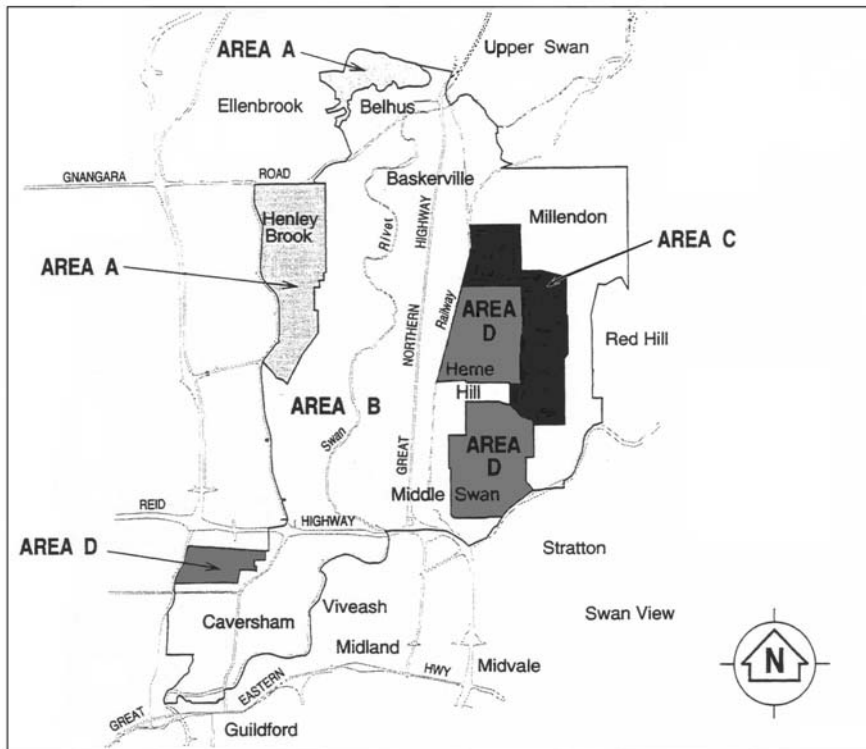 AREA A
Upper Swan
Ellenbrook
Belhus
GNANGARA ROAD
Baskerville
Henley
Brook
River
HIGHWAY
Millendon
AREA C
AREA A
Railway
AREA
D
NORTHERN
Red Hill
Herne
Hill
AREA B
Swan
GREAT
AREA
D
Middle Swan
REID
HIGHWAY
AREA D
Stratton
Viveash
Swan View
Caversham
Midland
Midvale
N
EASTERN
HWY
GREAT
Guildford